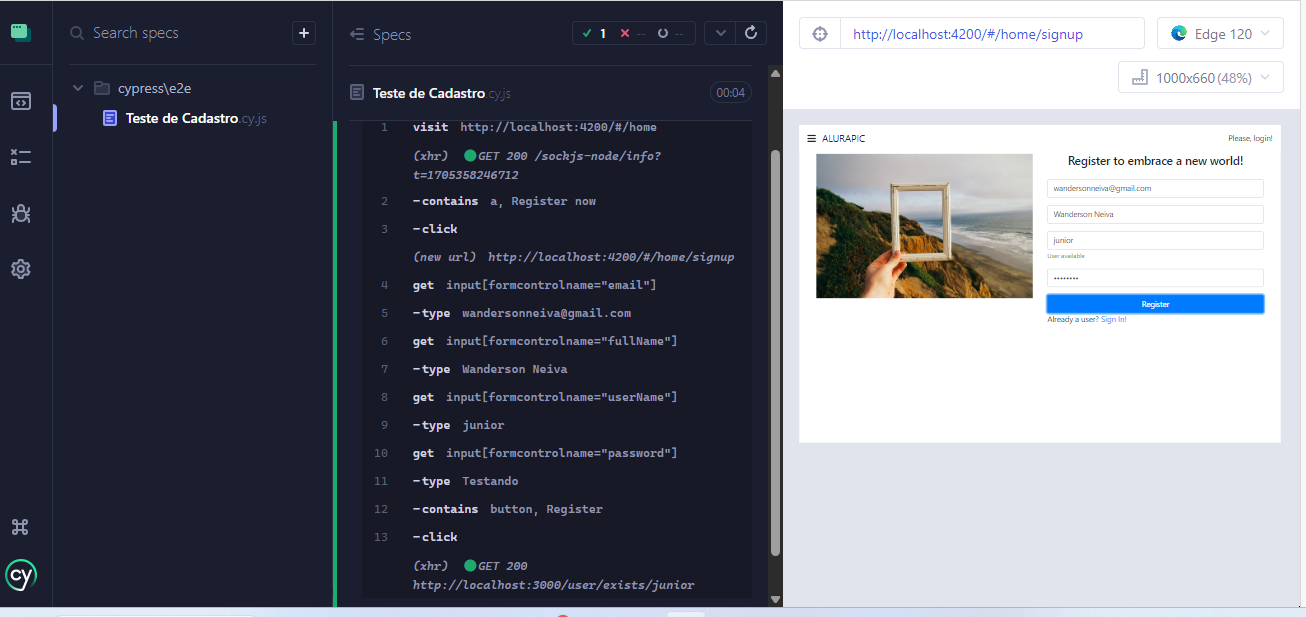 Search specs
+
cypress\e2e
Teste de Cadastro.cy.js
cy
Specs
1 -- --
Teste de Cadastro cy.js
00:04
1 visit http://localhost:4200/#/home
(xhr) GET 200 /sockjs-node/info?
t=1705358246712
2 -contains a, Register now
3 -click
(new url) http://localhost:4200/#/home/signup
4 get input[formcontrolname="email"]
5 -type wandersonneiva@gmail.com
6 get input[formcontrolname="fullName"]
7 -type Wanderson Neiva
8 get input[formcontrolname="userName"]
9 -type junior
10 get input[formcontrolname="password"]
11 -type Testando
12 -contains button, Register
13 -click
(xhr) GET 200
http://localhost:3000/user/exists/junior
http://localhost:4200/#/home/signup
Edge 120
1000x660 (48%)
ALURAPIC
Please, login!
Register to embrace a new world!
wandersonneiva@gmail.com
Wanderson Neiva
junior
User available
••••••••
Register
Already a user? Sign In!